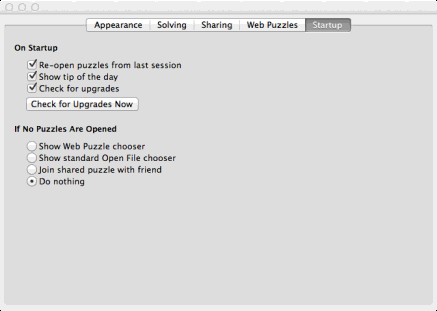 Appearance Solving Sharing Web Puzzles Startup
On Startup
Re-open puzzles from last session
Show tip of the day
Check for upgrades
Check for Upgrades Now
If No Puzzles Are Opened
Show Web Puzzle chooser
Show standard Open File chooser
Join shared puzzle with friend
Do nothing